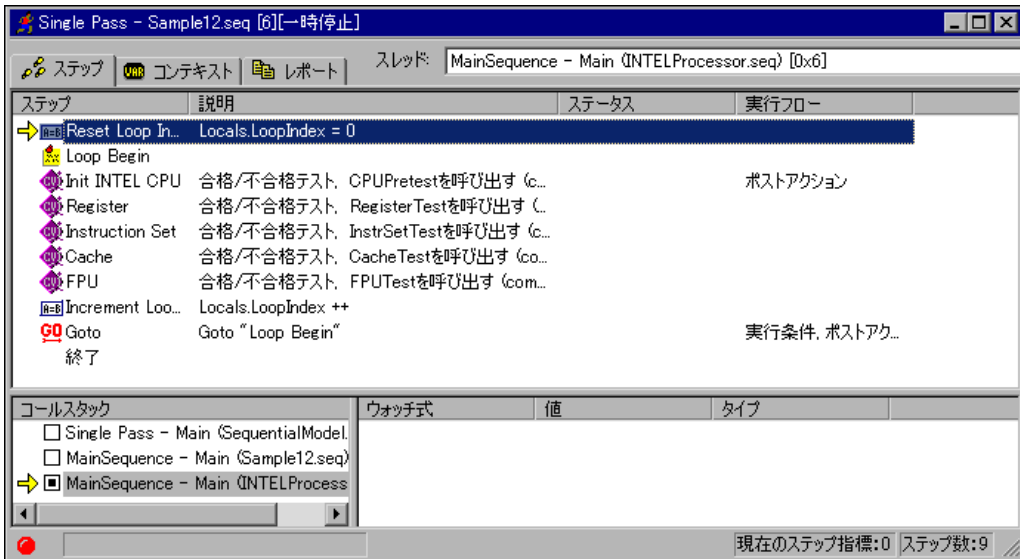 Single Pass - Sample12.seq [6][一時停止]
ステップ コンテキスト レポート スレッド: MainSequence - Main (INTELProcessor.seq) [0x6]
ステップ 説明 ステータス 実行フロー
Reset Loop In... Locals.LoopIndex = 0
Loop Begin
Init INTEL CPU 合格/不合格テスト, CPUPretestを呼び出す (c... ポストアクション
Register 合格/不合格テスト, RegisterTestを呼び出す (...
Instruction Set 合格/不合格テスト, InstrSetTestを呼び出す (c...
Cache 合格/不合格テスト, CacheTestを呼び出す (co...
FPU 合格/不合格テスト, FPUTestを呼び出す (com...
Increment Loo... Locals.LoopIndex ++
Goto Goto "Loop Begin" 実行条件, ポストアク...
終了
コールスタック ウォッチ式 値 タイプ
Single Pass - Main (SequentialModel.
MainSequence - Main (Sample12.seq)
MainSequence - Main (INTELProcess
現在のステップ指標:0 ステップ数:9